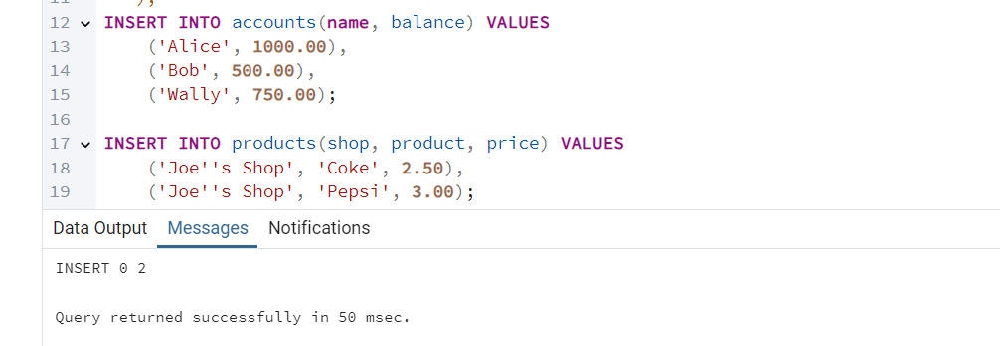 );
12 INSERT INTO accounts(name, balance) VALUES
13 ('Alice', 1000.00),
14 ('Bob', 500.00),
15 ('Wally', 750.00);
16
17 INSERT INTO products(shop, product, price) VALUES
18 ('Joe''s Shop', 'Coke', 2.50),
19 ('Joe''s Shop', 'Pepsi', 3.00);
Data Output Messages Notifications
INSERT 0 2
Query returned successfully in 50 msec.